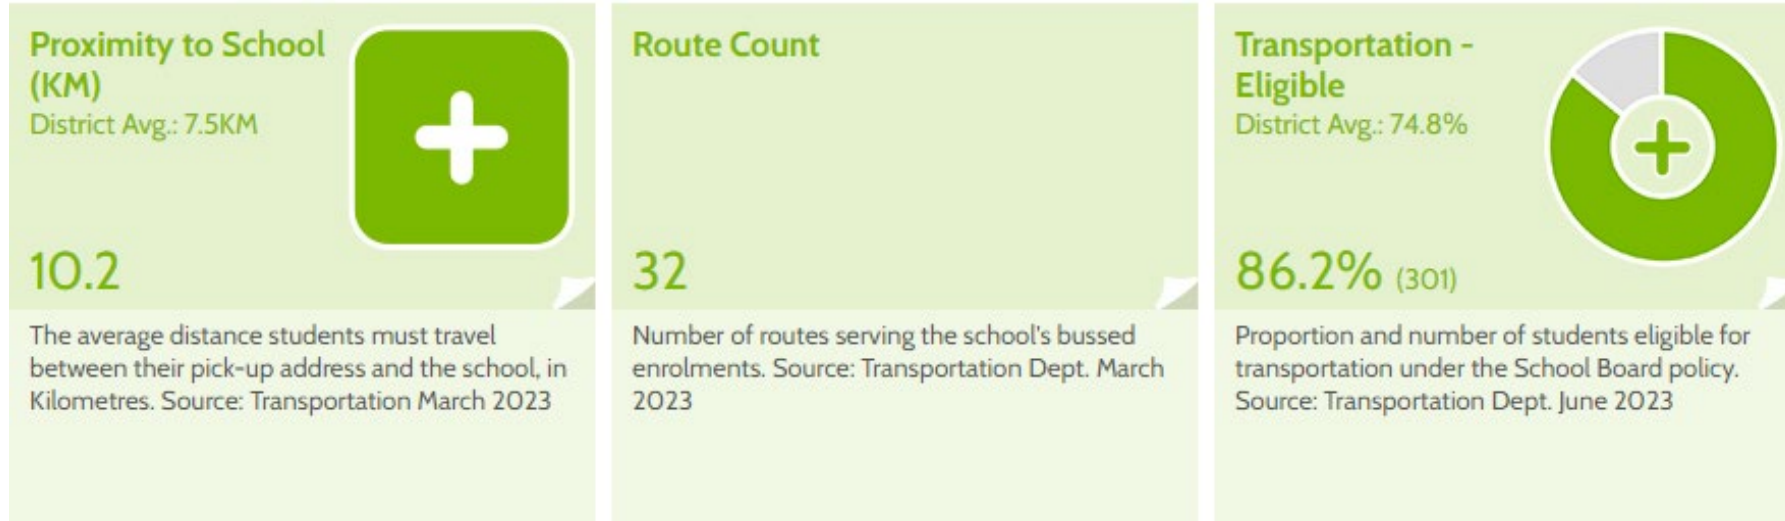 Proximity to School
(KM)
District Avg.: 7.5KM
10.2
The average distance students must travel
between their pick-up address and the school, in
Kilometres. Source: Transportation March 2023
Route Count
32
Number of routes serving the school's bussed
enrolments. Source: Transportation Dept. March
2023
Transportation -
Eligible
District Avg.: 74.8%
86.2% (301)
Proportion and number of students eligible for
transportation under the School Board policy.
Source: Transportation Dept. June 2023